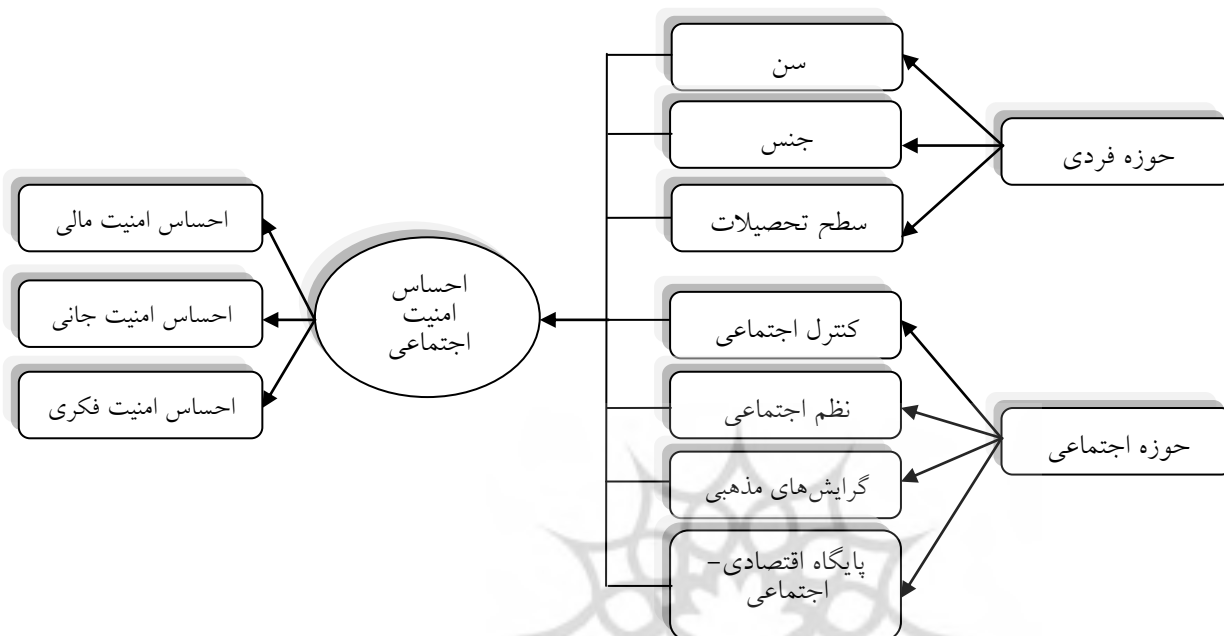 حوزه فردی
سن
جنس
سطح تحصیلات
حوزه اجتماعی
کنترل اجتماعی
نظم اجتماعی
گرایش‌های مذهبی
پایگاه اقتصادی-
اجتماعی
احساس
امنیت
اجتماعی
احساس امنیت مالی
احساس امنیت جانی
احساس امنیت فکری